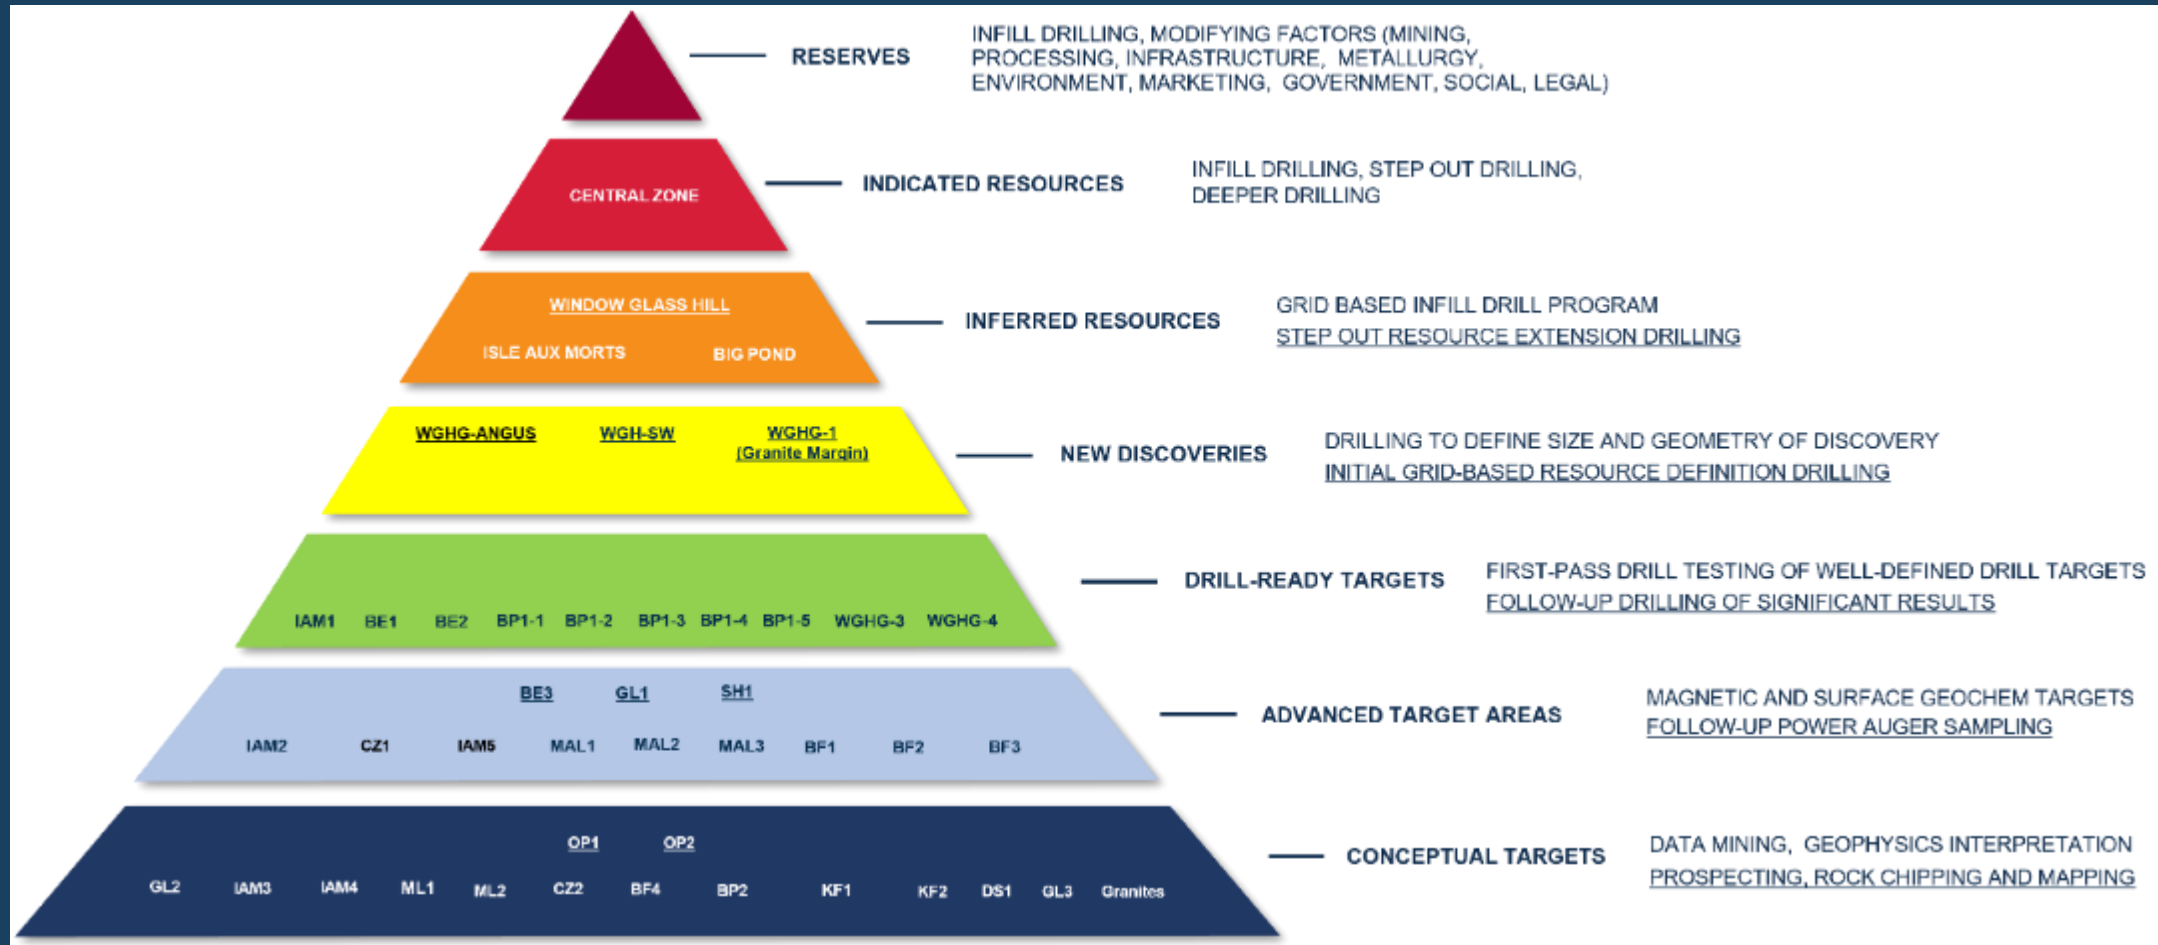 RESERVES
INFILL DRILLING, MODIFYING FACTORS (MINING,
PROCESSING, INFRASTRUCTURE, METALLURGY,
ENVIRONMENT, MARKETING, GOVERNMENT, SOCIAL, LEGAL)
CENTRAL ZONE
INDICATED RESOURCES
INFILL DRILLING, STEP OUT DRILLING,
DEEPER DRILLING
WINDOW GLASS HILL
ISLE AUX MORTS BIG POND
INFERRED RESOURCES
GRID BASED INFILL DRILL PROGRAM
STEP OUT RESOURCE EXTENSION DRILLING
WGHG-ANGUS WGH-SW WGHG-1
(Granite Margin)
NEW DISCOVERIES
DRILLING TO DEFINE SIZE AND GEOMETRY OF DISCOVERY
INITIAL GRID-BASED RESOURCE DEFINITION DRILLING
IAM1 BE1 BE2 BP1-1 BP1-2 BP1-3 BP1-4 BP1-5 WGHG-3 WGHG-4
DRILL-READY TARGETS
FIRST-PASS DRILL TESTING OF WELL-DEFINED DRILL TARGETS
FOLLOW-UP DRILLING OF SIGNIFICANT RESULTS
BE3 GL1 SH1
IAM2 CZ1 IAM5 MAL1 MAL2 MAL3 BF1 BF2 BF3
ADVANCED TARGET AREAS
MAGNETIC AND SURFACE GEOCHEM TARGETS
FOLLOW-UP POWER AUGER SAMPLING
OP1 OP2
GL2 IAM3 IAM4 ML1 ML2 CZ2 BF4 BP2 KF1 KF2 DS1 GL3 Granites
CONCEPTUAL TARGETS
DATA MINING, GEOPHYSICS INTERPRETATION
PROSPECTING, ROCK CHIPPING AND MAPPING